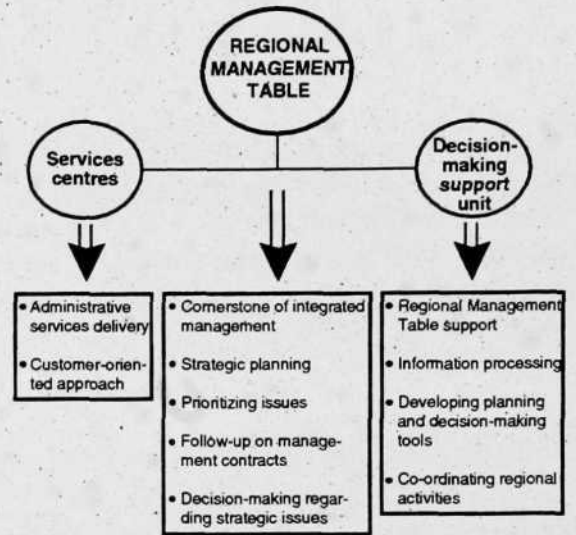 REGIONAL
MANAGEMENT
TABLE
Services
centres
Decision-
making
support
unit
• Administrative
services delivery
• Customer-orien-
ted approach
• Cornerstone of integrated
management
• Strategic planning
• Prioritizing issues
• Follow-up on manage-
ment contracts
• Decision-making regar-
ding strategic issues
• Regional Management
Table support
• Information processing
• Developing planning
and decision-making
tools
• Co-ordinating regional
activities